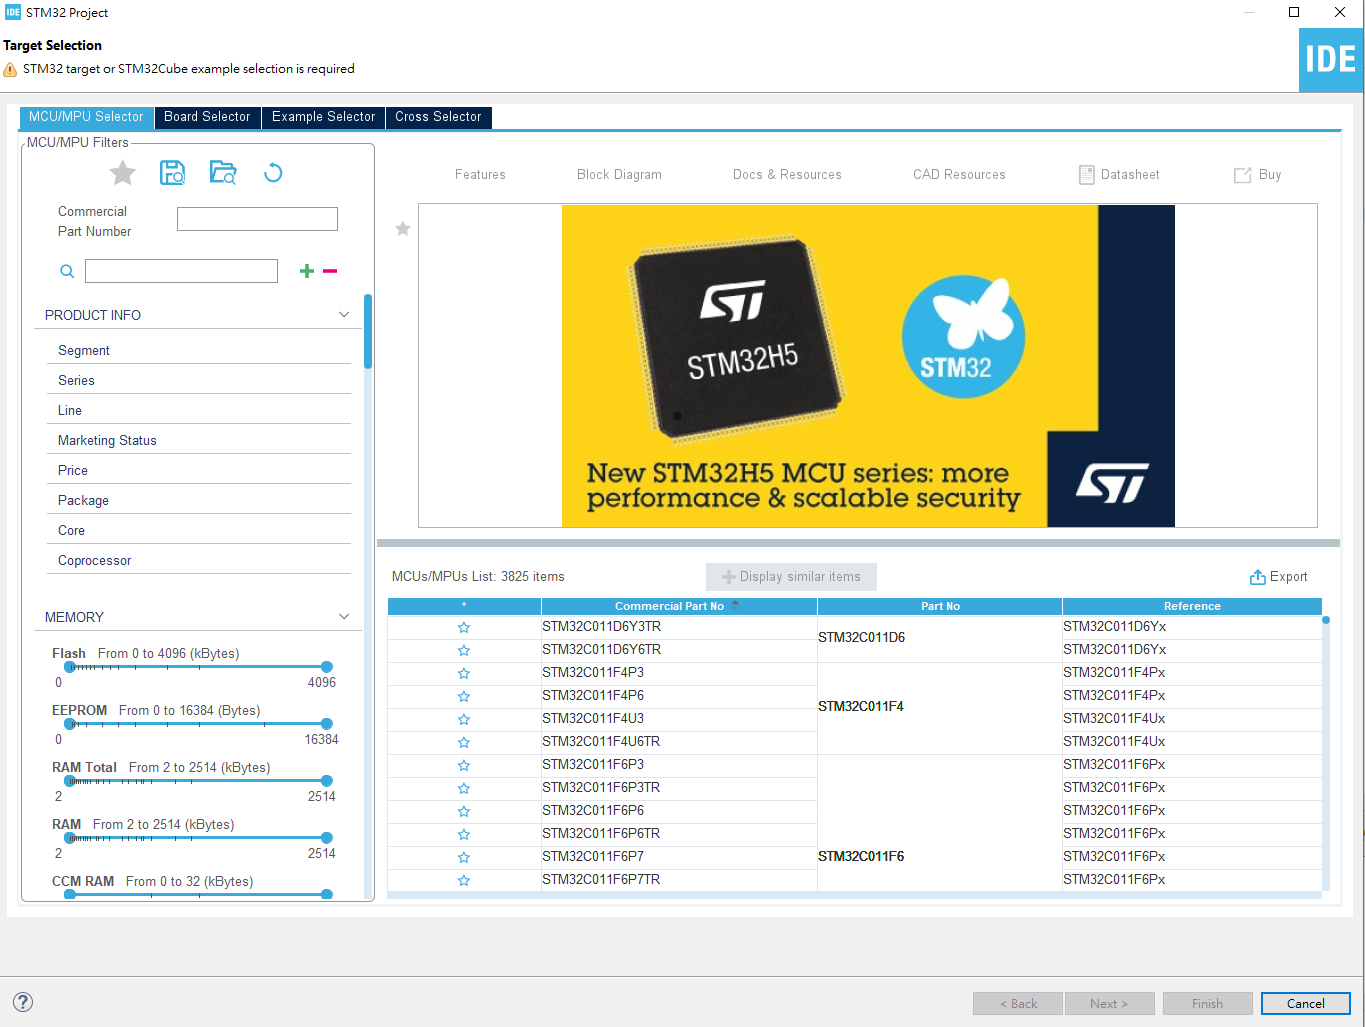 IDE STM32 Project
Target Selection
STM32 target or STM32Cube example selection is required
IDE
MCU/MPU Selector Board Selector Example Selector Cross Selector
MCU/MPU Filters
Commercial
Part Number
PRODUCT INFO
Segment
Series
Line
Marketing Status
Price
Package
Core
Coprocessor
MEMORY
Flash From 0 to 4096 (kBytes)
0 4096
EEPROM From 0 to 16384 (Bytes)
0 16384
RAM Total From 2 to 2514 (kBytes)
2 2514
RAM From 2 to 2514 (kBytes)
2 2514
CCM RAM From 0 to 32 (kBytes)
Features Block Diagram Docs & Resources CAD Resources Datasheet Buy
ST
STM32H5
STM32
New STM32H5 MCU series: more
performance & scalable security
ST
MCUs/MPUs List: 3825 items + Display similar items Export
* Commercial Part No Part No Reference
STM32C011D6Y3TR STM32C011D6 STM32C011D6Yx
STM32C011D6Y6TR STM32C011D6Yx
STM32C011F4P3 STM32C011F4Px
STM32C011F4P6 STM32C011F4 STM32C011F4Px
STM32C011F4U3 STM32C011F4Ux
STM32C011F4U6TR STM32C011F4Ux
STM32C011F6P3 STM32C011F6Px
STM32C011F6P3TR STM32C011F6Px
STM32C011F6P6 STM32C011F6Px
STM32C011F6P6TR STM32C011F6Px
STM32C011F6P7 STM32C011F6 STM32C011F6Px
STM32C011F6P7TR STM32C011F6Px
? < Back Next > Finish Cancel